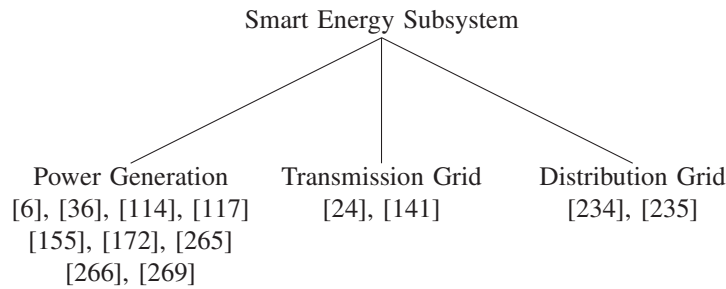 Smart Energy Subsystem
Power Generation
[6], [36], [114], [117]
[155], [172], [265]
[266], [269]
Transmission Grid
[24], [141]
Distribution Grid
[234], [235]